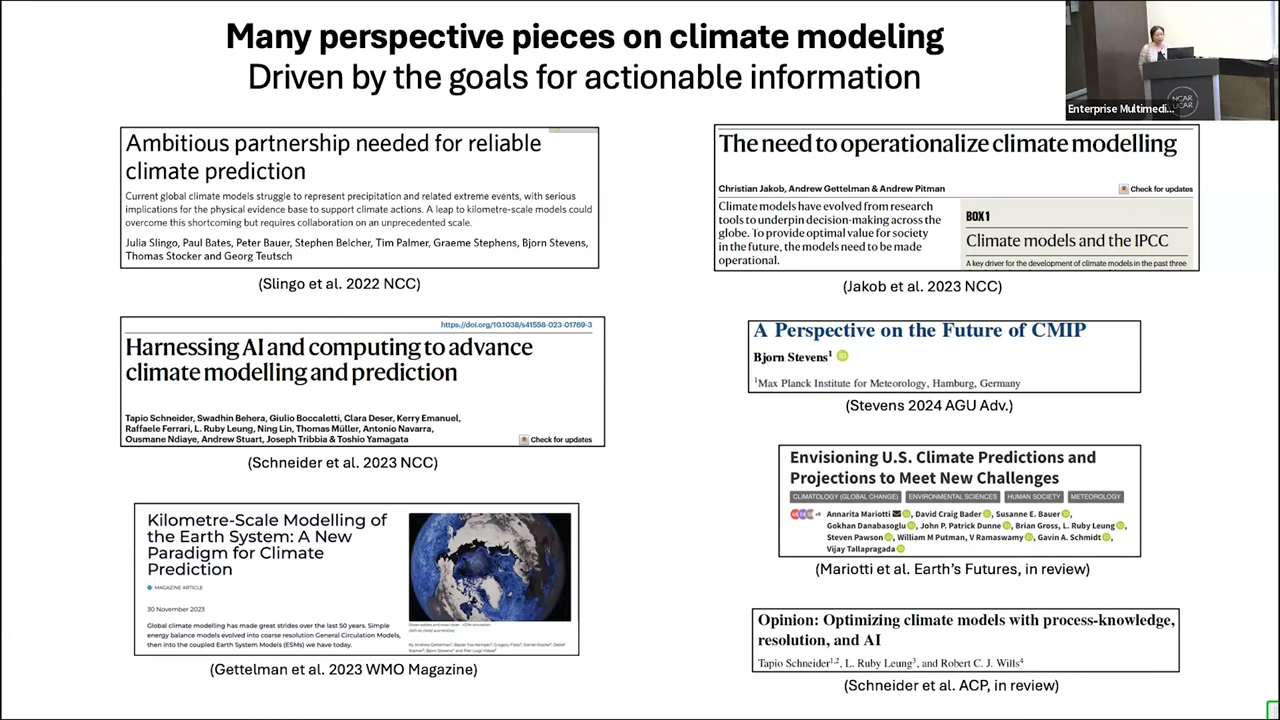 Many perspective pieces on climate modeling
Driven by the goals for actionable information
NCAR
UCAR
Enterprise Multimedi...
Ambitious partnership needed for reliable
climate prediction
Current global climate models struggle to represent precipitation and related extreme events, with serious
implications for the physical evidence base to support climate actions. A leap to kilometre-scale models could
overcome this shortcoming but requires collaboration on an unprecedented scale.
Julia Slingo, Paul Bates, Peter Bauer, Stephen Belcher, Tim Palmer, Graeme Stephens, Bjorn Stevens,
Thomas Stocker and Georg Teutsch
(Slingo et al. 2022 NCC)
https://doi.org/10.1038/s41558-023-01769-3
Harnessing AI and computing to advance
climate modelling and prediction
Tapio Schneider, Swadhin Behera, Giulio Boccaletti, Clara Deser, Kerry Emanuel,
Raffaele Ferrari, L. Ruby Leung, Ning Lin, Thomas Müller, Antonio Navarra,
Ousmane Ndiaye, Andrew Stuart, Joseph Tribbia & Toshio Yamagata
Check for updates
(Schneider et al. 2023 NCC)
Kilometre-Scale Modelling of
the Earth System: A New
Paradigm for Climate
Prediction
MAGAZINE ARTICLE
30 November 2023
Global climate modelling has made great strides over the last 50 years. Simple
energy balance models evolved into coarse resolution General Circulation Models,
then into the coupled Earth System Models (ESMs) we have today.
(Gettelman et al. 2023 WMO Magazine)
The need to operationalize climate modelling
Christian Jakob, Andrew Gettelman & Andrew Pitman
Check for updates
Climate models have evolved from research
tools to underpin decision-making across the
globe. To provide optimal value for society
in the future, the models need to be made
operational.
BOX 1
Climate models and the IPCC
A key driver for the development of climate models in the past three
(Jakob et al. 2023 NCC)
A Perspective on the Future of CMIP
Bjorn Stevens1
1Max Planck Institute for Meteorology, Hamburg, Germany
(Stevens 2024 AGU Adv.)
Envisioning U.S. Climate Predictions and
Projections to Meet New Challenges
CLIMATOLOGY (GLOBAL CHANGE) ENVIRONMENTAL SCIENCES HUMAN SOCIETY METEOROLOGY
Annarita Mariotti, David Craig Bader, Susanne E. Bauer,
Gokhan Danabasoglu, John P. Patrick Dunne, Brian Gross, L. Ruby Leung,
Steven Pawson, William M Putman, V Ramaswamy, Gavin A. Schmidt,
Vijay Tallapragada
(Mariotti et al. Earth's Futures, in review)
Opinion: Optimizing climate models with process-knowledge,
resolution, and AI
Tapio Schneider1,2, L. Ruby Leung3, and Robert C. J. Wills4
(Schneider et al. ACP, in review)